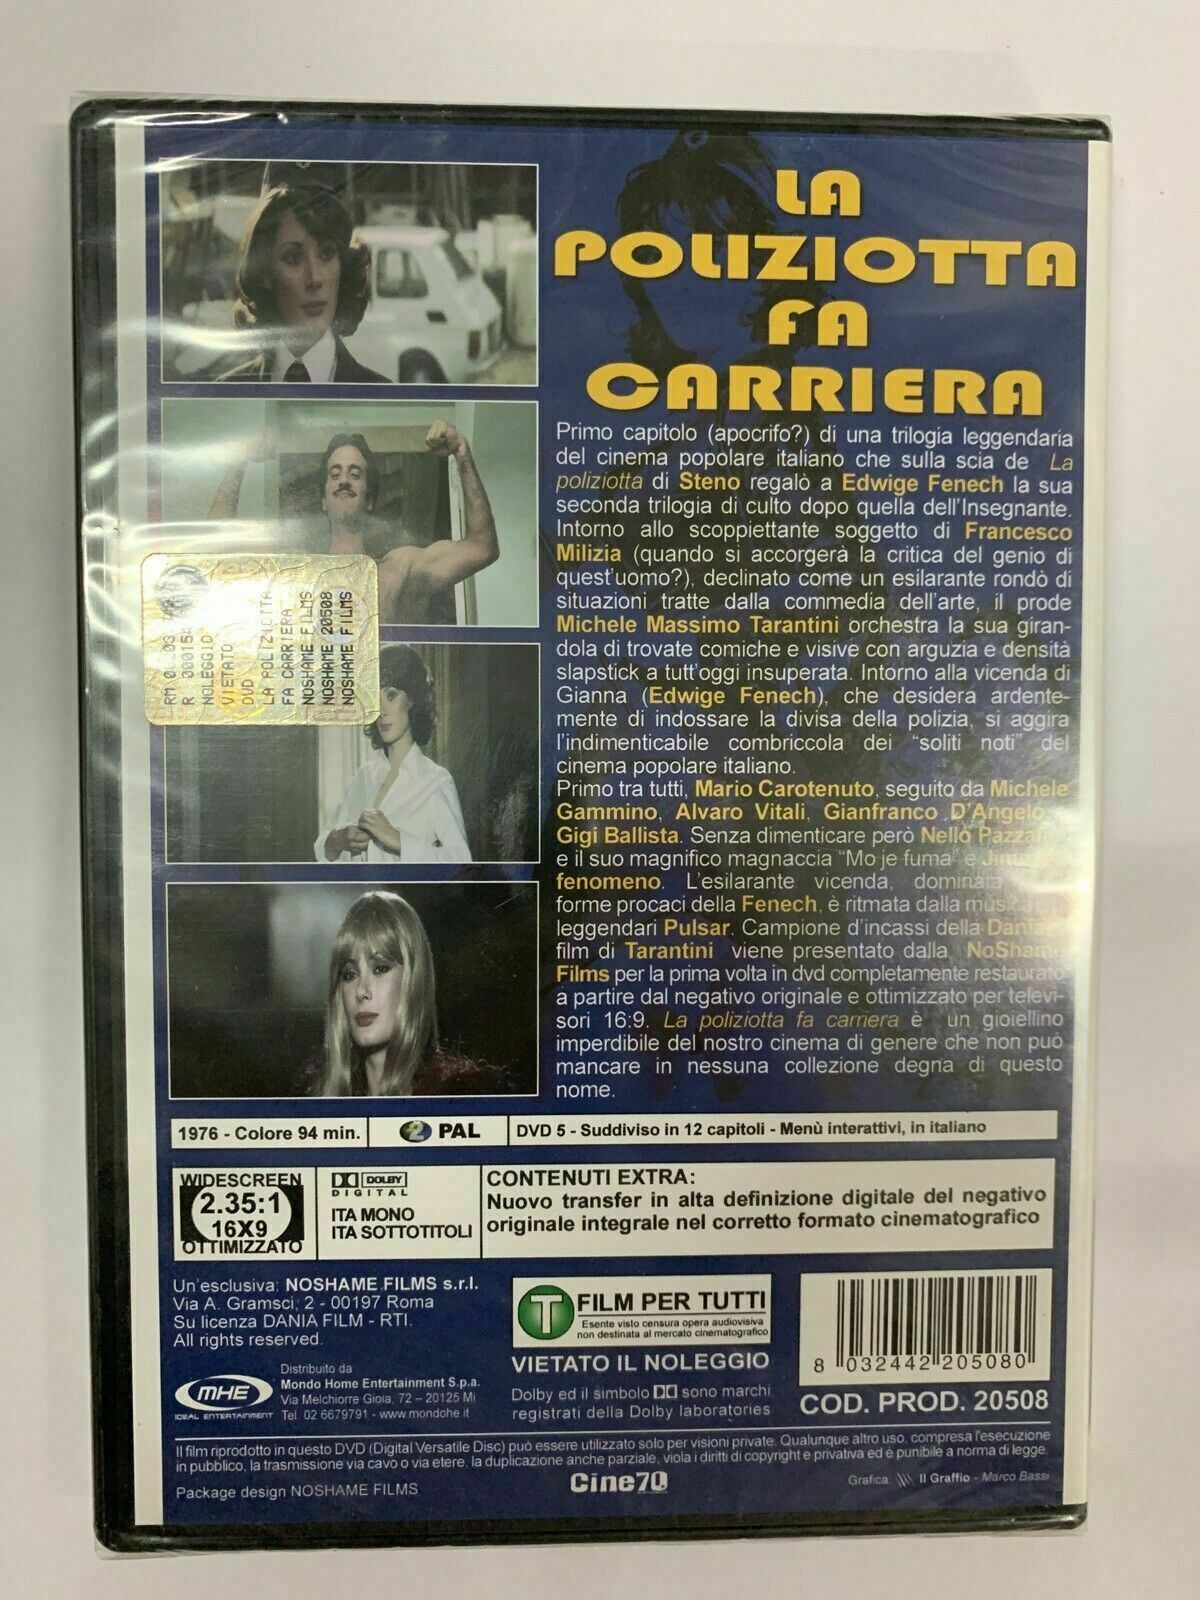 LA
POLIZIOTTA
FA
CARRIERA
Primo capitolo (apocrifo?) di una trilogia leggendaria
del cinema popolare italiano che sulla scia de La
poliziotta di Steno regalò a Edwige Fenech la sua
seconda trilogia di culto dopo quella dell'Insegnante.
Intorno allo scoppiettante soggetto di Francesco
Milizia (quando si accorgerà la critica del genio di
quest'uomo?), declinato come un esilarante rondò di
situazioni tratte dalla commedia dell'arte, il prode
Michele Massimo Tarantini orchestra la sua giran-
dola di trovate comiche e visive con arguzia e densità
slapstick a tutt'oggi insuperata. Intorno alla vicenda di
Gianna (Edwige Fenech), che desidera ardente-
mente di indossare la divisa della polizia, si aggira
l'indimenticabile combriccola dei "soliti noti" del
cinema popolare italiano.
Primo tra tutti, Mario Carotenuto, seguito da Michele
Gammino, Alvaro Vitali, Gianfranco D'Angelo
Gigi Ballista. Senza dimenticare però Nello
e il suo magnifico magnaccia "Mo je fuma" e
fenomeno. L'esilarante vicenda, dominata
forme procaci della Fenech, è ritmata dalla musica
leggendari Pulsar. Campione d'incassi della Dania
film di Tarantini viene presentato dalla NoShame
Films per la prima volta in dvd completamente restaurato
a partire dal negativo originale e ottimizzato per televi-
sori 16:9. La poliziotta fa carriera è un gioiellino
imperdibile del nostro cinema di genere che non può
mancare in nessuna collezione degna di questo
nome.
NOLEGGIO
VIETATO
DVD
LA POLIZIOTTA
FA CARRIERA
NOSHAME FILMS
NOSHAME 20508
NOSHAME FILMS
1976 - Colore 94 min.
2 PAL
DVD 5 - Suddiviso in 12 capitoli - Menù interattivi, in italiano
WIDESCREEN
2.35:1
16X9
OTTIMIZZATO
DOLBY
DIGITAL
ITA MONO
ITA SOTTOTITOLI
CONTENUTI EXTRA:
Nuovo transfer in alta definizione digitale del negativo
originale integrale nel corretto formato cinematografico
Un'esclusiva: NOSHAME FILMS s.r.l.
Via A. Gramsci, 2 - 00197 Roma
Su licenza DANIA FILM - RTI.
All rights reserved.
MHE
IDEAL ENTERTAINMENT
Distribuito da
Mondo Home Entertainment S.p.a.
Via Melchiorre Gioia, 72 – 20125 Mi
Tel. 02 6679791 - www.mondohe.it
T FILM PER TUTTI
Esente visto censura opera audiovisiva
non destinata al mercato cinematografico
VIETATO IL NOLEGGIO
Dolby ed il simbolo sono marchi
registrati della Dolby laboratories
8 032442 205080
COD. PROD. 20508
Il film riprodotto in questo DVD (Digital Versatile Disc) può essere utilizzato solo per visioni private. Qualunque altro uso, compresa l'esecuzione
in pubblico, la trasmissione via cavo o via etere, la duplicazione anche parziale, viola i diritti di copyright e privativa ed è punibile a norma di legge.
Package design NOSHAME FILMS
Cine70
Grafica: Il Graffio - Marco Bassi